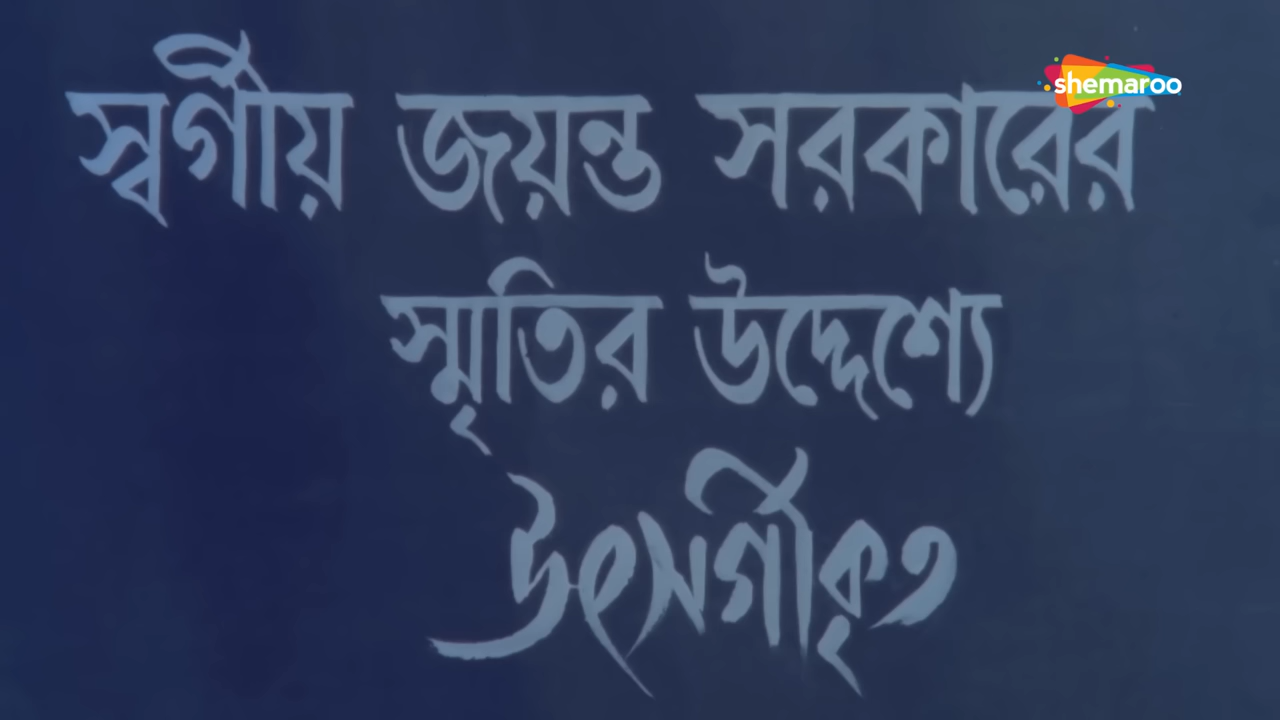 shemaroo
স্বর্গীয় জয়ন্ত সরকারের
স্মৃতির উদ্দেশ্যে
উৎসর্গীকৃত